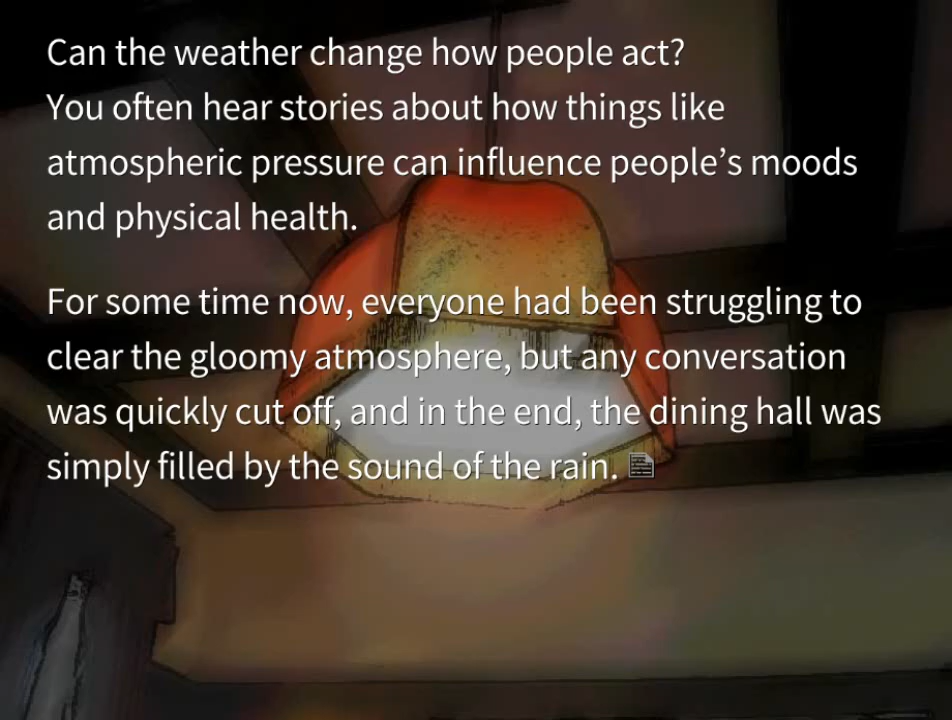 Can the weather change how people act?
You often hear stories about how things like
atmospheric pressure can influence people’s moods
and physical health.
For some time now, everyone had been struggling to
clear the gloomy atmosphere, but any conversation
was quickly cut off, and in the end, the dining hall was
simply filled by the sound of the rain.